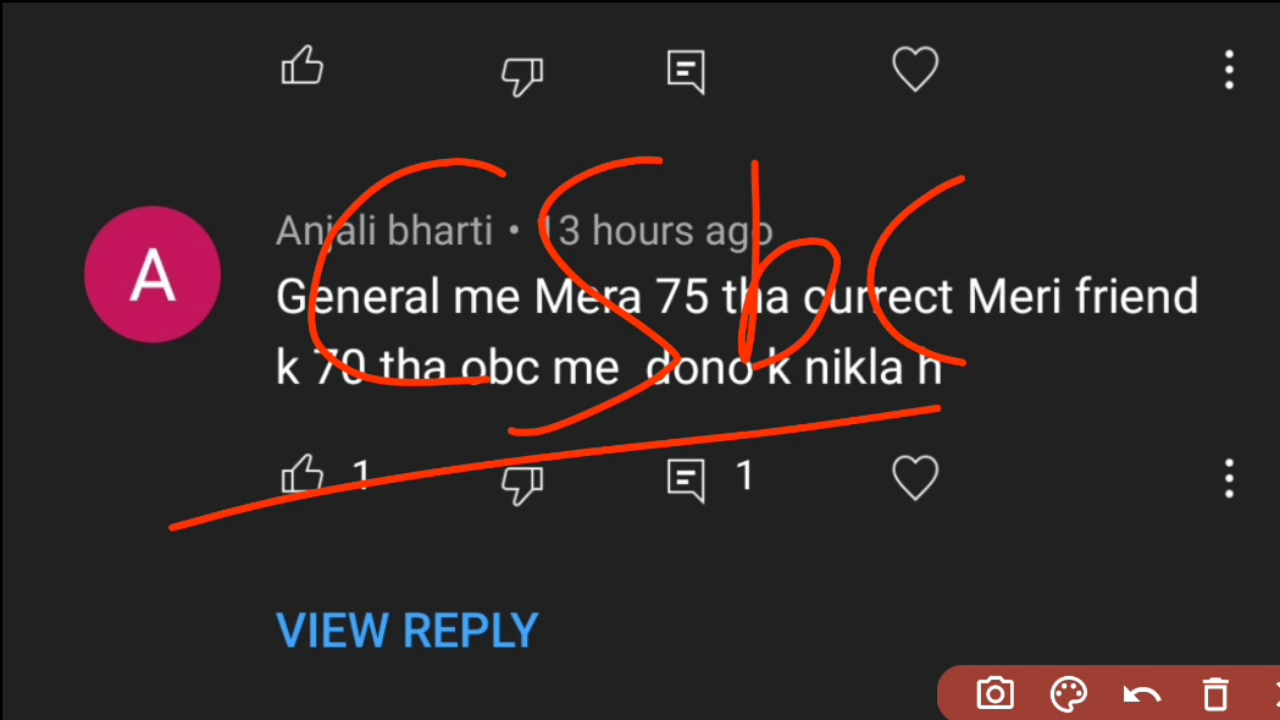 Anjali bharti • 13 hours ago
General me Mera 75 tha currect Meri friend
k 70 tha obc me dono k nikla h
CSbC
1
1
VIEW REPLY
A